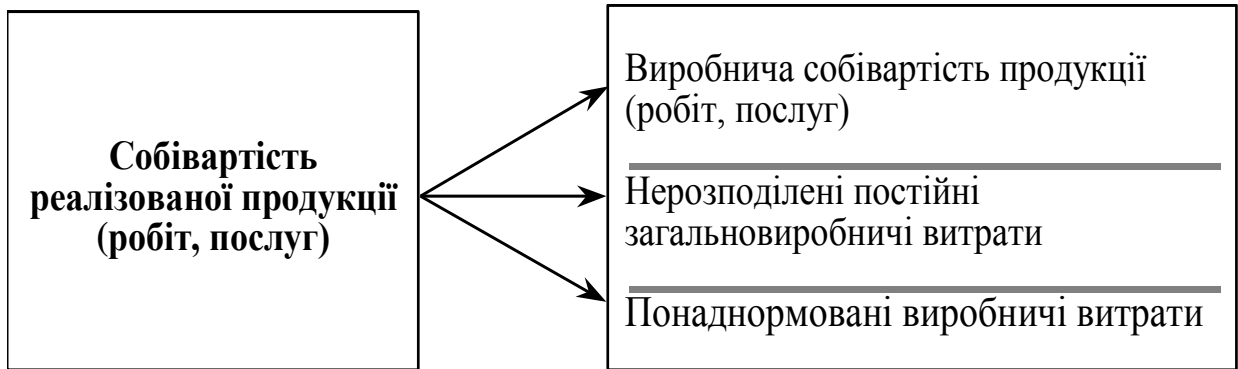 Собівартість
реалізованої продукції
(робіт, послуг)
Виробнича собівартість продукції
(робіт, послуг)
Нерозподілені постійні
загальновиробничі витрати
Понаднормовані виробничі витрати